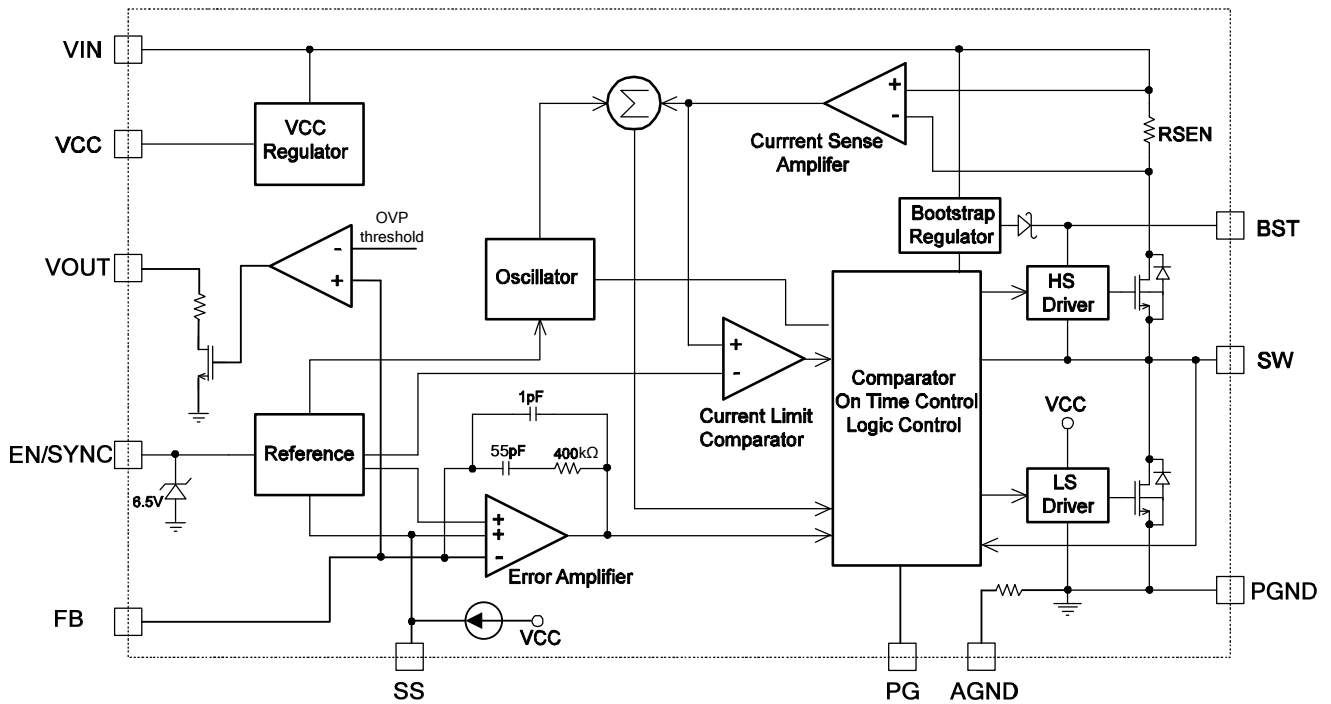 VIN
VCC
VCC
Regulator
Σ
+
-
Currrent Sense
Amplifer
RSEN
Bootstrap
Regulator
BST
OVP
threshold
-
+
VOUT
Oscillator
HS
Driver
+
-
Current Limit
Comparator
Comparator
On Time Control
Logic Control
SW
VCC
1pF
55pF
400kΩ
EN/SYNC
6.5V
Reference
LS
Driver
+
+
-
Error Amplifier
FB
VCC
PGND
SS
PG
AGND